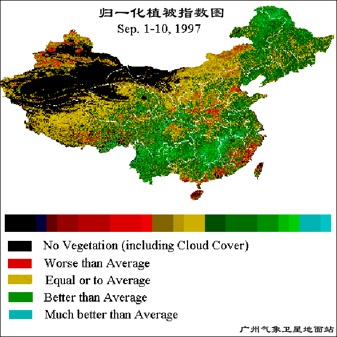 归一化植被指数图
Sep. 1-10, 1997
No Vegetation (including Cloud Cover)
Worse than Average
Equal or to Average
Better than Average
Much better than Average
广州气象卫星地面站